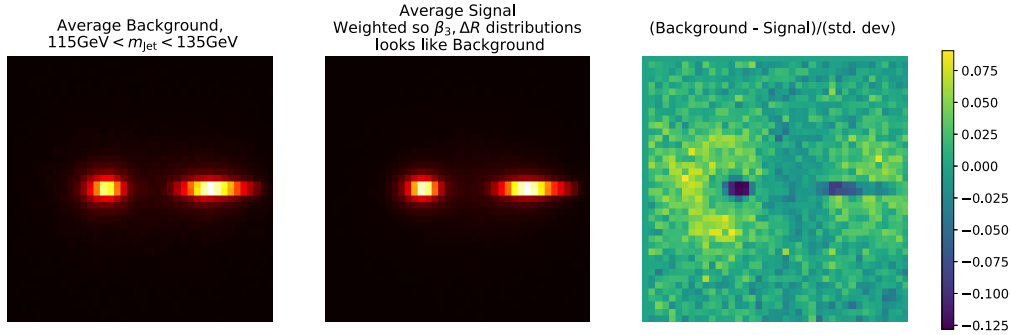 Average Background,
115GeV < m_Jet < 135GeV
Average Signal
Weighted so β₃, ΔR distributions
looks like Background
(Background - Signal)/(std. dev)
0.075
0.050
0.025
0.000
−0.025
−0.050
−0.075
−0.100
−0.125